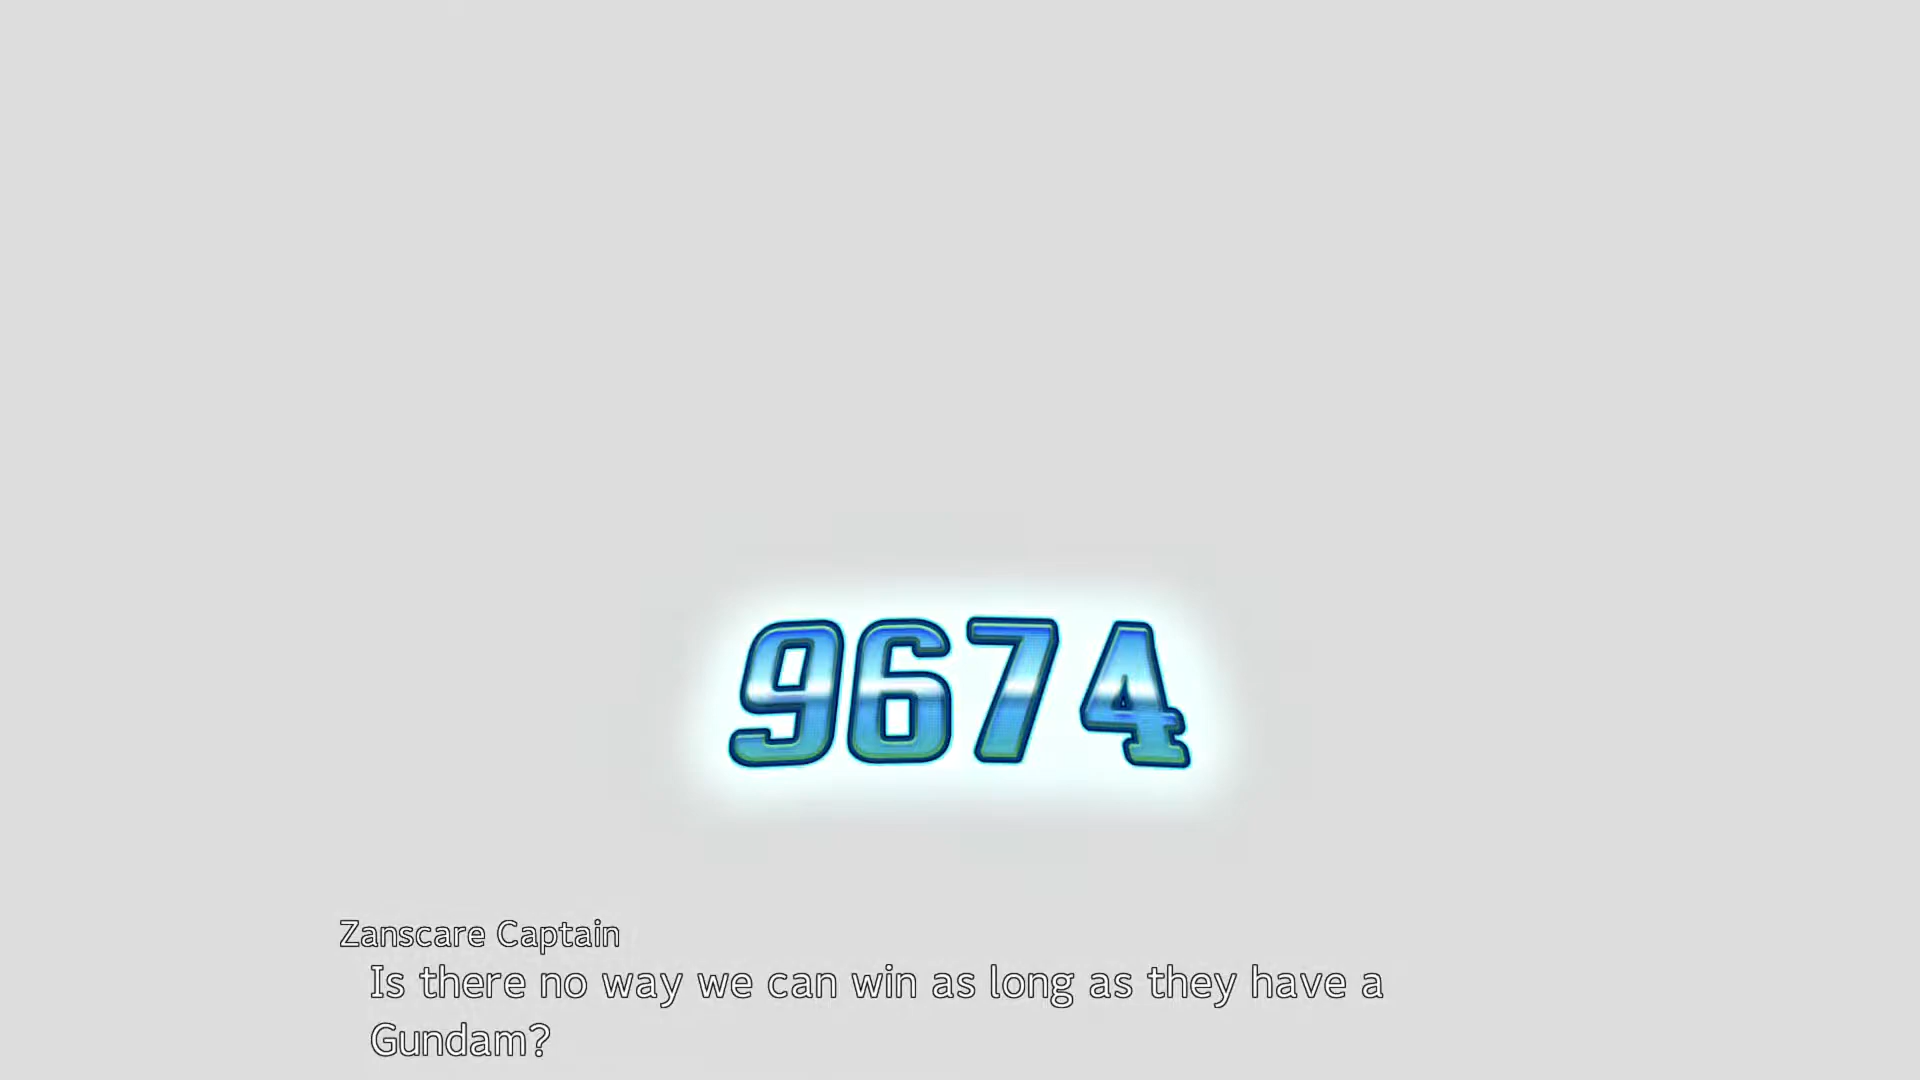 9674
Zanscare Captain
Is there no way we can win as long as they have a
Gundam?